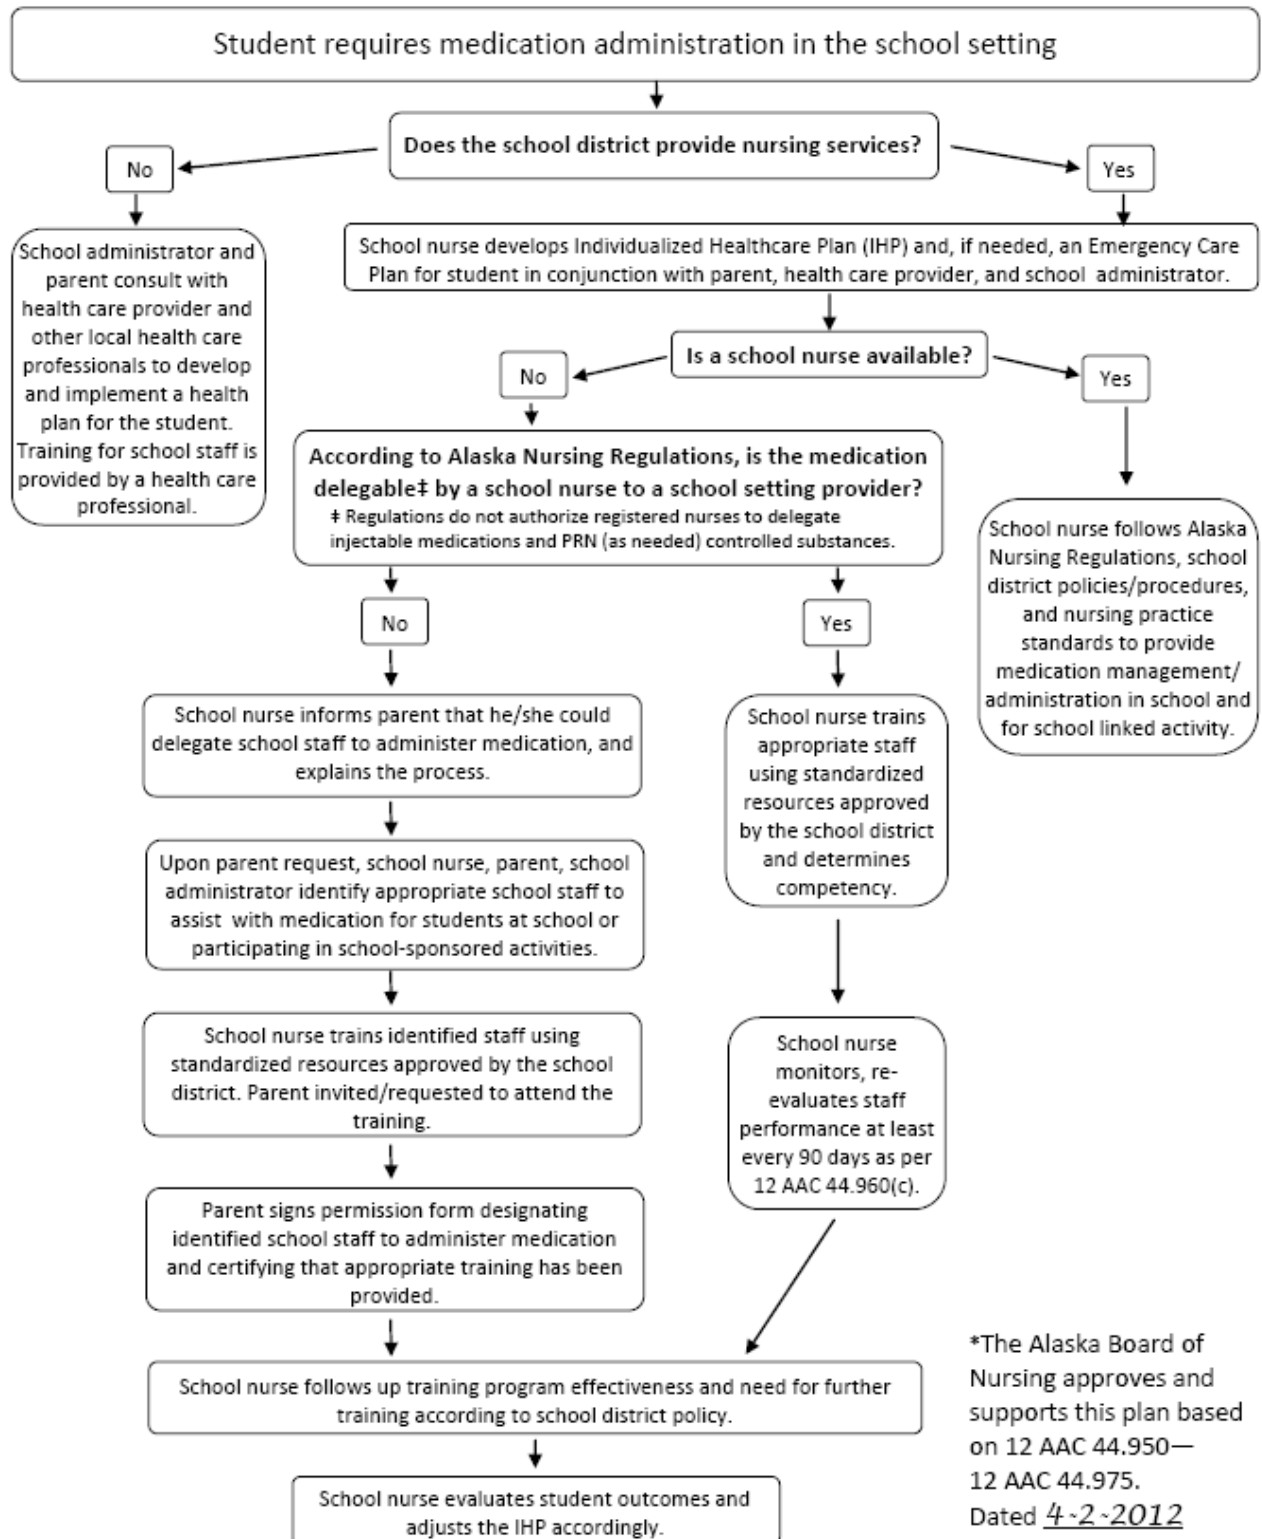 Student requires medication administration in the school setting
Does the school district provide nursing services?
No
Yes
School administrator and
parent consult with
health care provider and
other local health care
professionals to develop
and implement a health
plan for the student.
Training for school staff is
provided by a health care
professional.
School nurse develops Individualized Healthcare Plan (IHP) and, if needed, an Emergency Care
Plan for student in conjunction with parent, health care provider, and school administrator.
Is a school nurse available?
No
Yes
According to Alaska Nursing Regulations, is the medication
delegable‡ by a school nurse to a school setting provider?
‡ Regulations do not authorize registered nurses to delegate
injectable medications and PRN (as needed) controlled substances.
School nurse follows Alaska
Nursing Regulations, school
district policies/procedures,
and nursing practice
standards to provide
medication management/
administration in school and
for school linked activity.
No
Yes
School nurse informs parent that he/she could
delegate school staff to administer medication, and
explains the process.
Upon parent request, school nurse, parent, school
administrator identify appropriate school staff to
assist with medication for students at school or
participating in school-sponsored activities.
School nurse trains identified staff using
standardized resources approved by the school
district. Parent invited/requested to attend the
training.
Parent signs permission form designating
identified school staff to administer medication
and certifying that appropriate training has been
provided.
School nurse trains
appropriate staff
using standardized
resources approved
by the school district
and determines
competency.
School nurse
monitors, re-
evaluates staff
performance at least
every 90 days as per
12 AAC 44.960(c).
School nurse follows up training program effectiveness and need for further
training according to school district policy.
School nurse evaluates student outcomes and
adjusts the IHP accordingly.
*The Alaska Board of
Nursing approves and
supports this plan based
on 12 AAC 44.950—
12 AAC 44.975.
Dated 4-2-2012